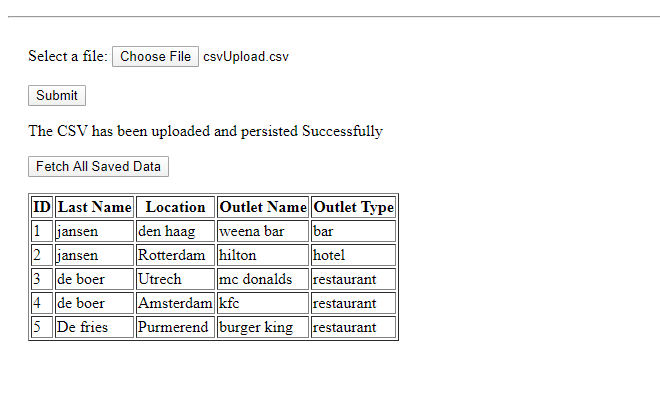 Select a file: Choose File csvUpload.csv
Submit
The CSV has been uploaded and persisted Successfully
Fetch All Saved Data
ID Last Name Location Outlet Name Outlet Type
1 jansen den haag weena bar bar
2 jansen Rotterdam hilton hotel
3 de boer Utrech mc donalds restaurant
4 de boer Amsterdam kfc restaurant
5 De fries Purmerend burger king restaurant